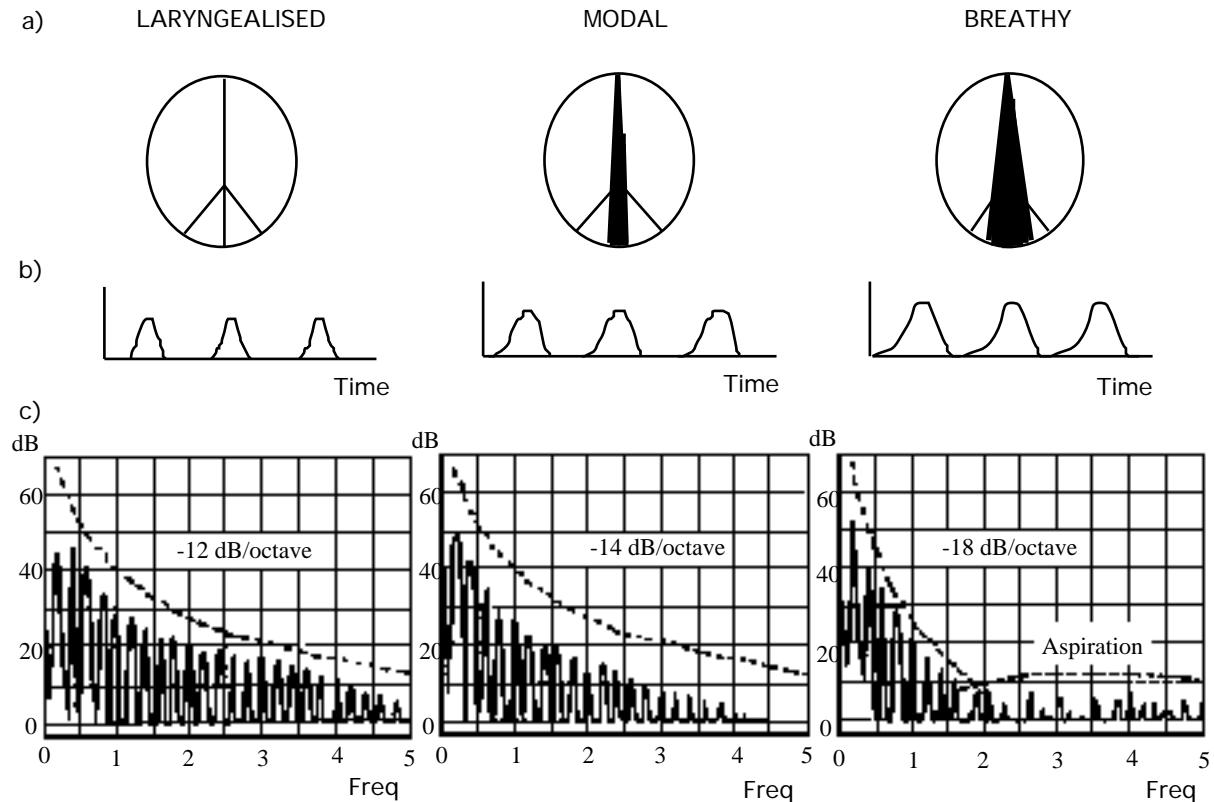 a) LARYNGEALISED MODAL BREATHY
b)
Time Time Time
c)
dB dB dB
60 60 60
-12 dB/octave -14 dB/octave -18 dB/octave
40 40 40
20 20 20
Aspiration
0 0 0
0 1 2 3 4 5 0 1 2 3 4 5 0 1 2 3 4 5
Freq Freq Freq